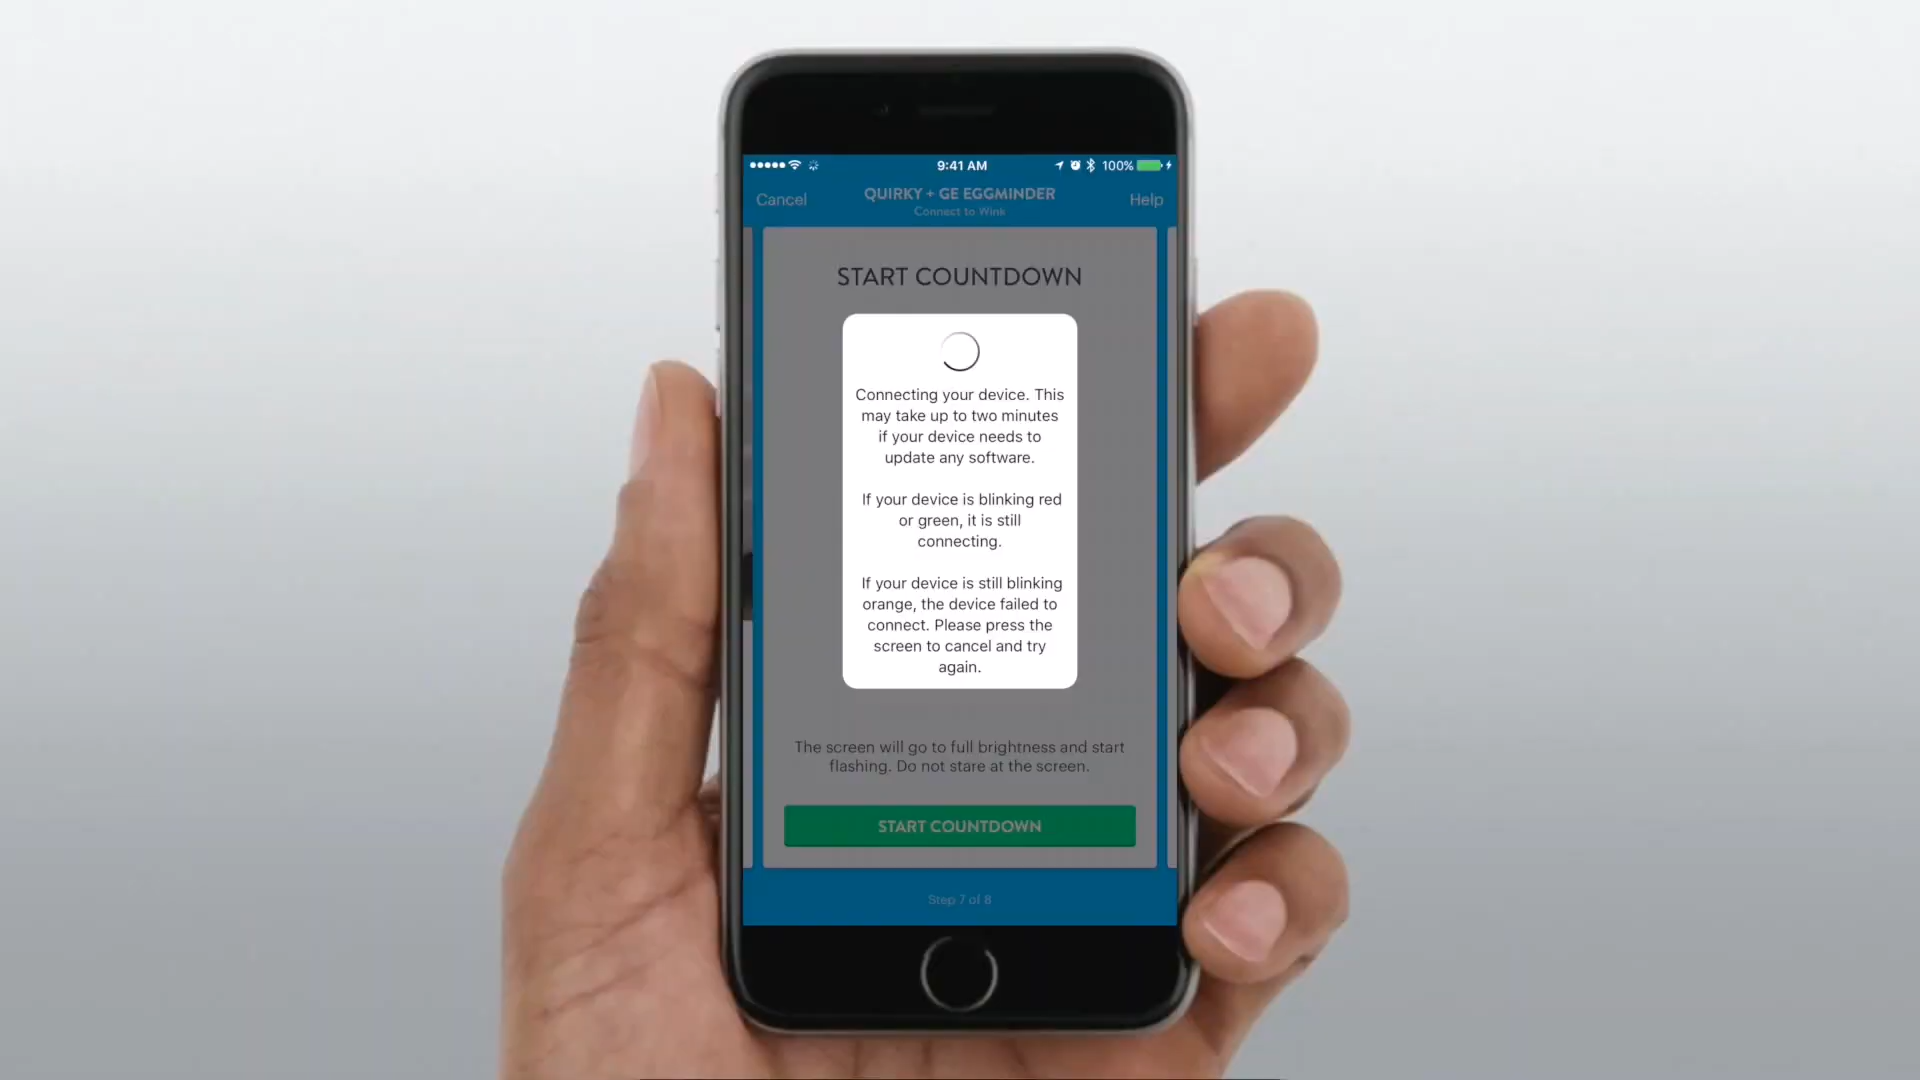 9:41 AM
100%
Cancel
QUIRKY + GE EGGMINDER
Help
Connect to Wink
START COUNTDOWN
Connecting your device. This
may take up to two minutes
if your device needs to
update any software.
If your device is blinking red
or green, it is still
connecting.
If your device is still blinking
orange, the device failed to
connect. Please press the
screen to cancel and try
again.
The screen will go to full brightness and start
flashing. Do not stare at the screen.
START COUNTDOWN
Step 7 of 8